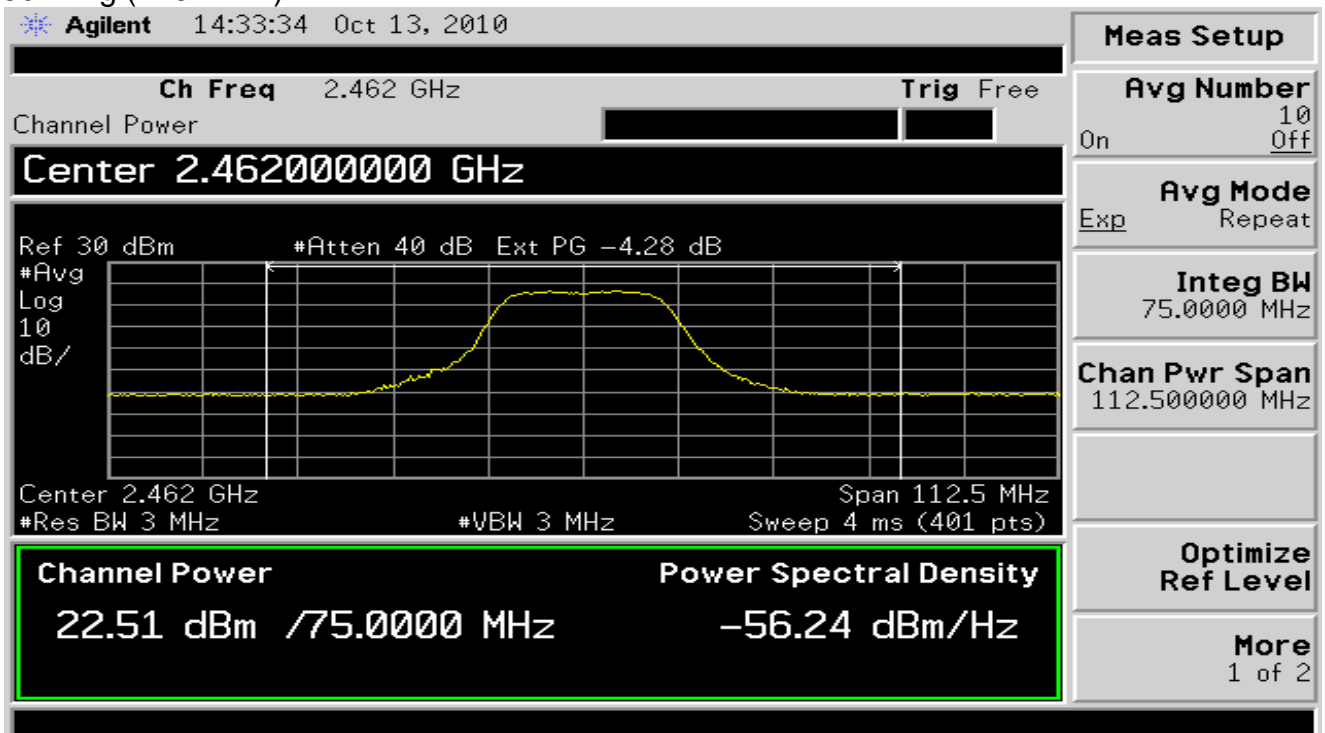 Agilent 14:33:34 Oct 13, 2010
Meas Setup
Ch Freq 2.462 GHz Trig Free
Channel Power
Avg Number
10
On Off
Center 2.462000000 GHz
Avg Mode
Exp Repeat
Ref 30 dBm #Atten 40 dB Ext PG −4.28 dB
#Avg
Log
10
dB/
Integ BW
75.0000 MHz
Chan Pwr Span
112.500000 MHz
Center 2.462 GHz Span 112.5 MHz
#Res BW 3 MHz #VBW 3 MHz Sweep 4 ms (401 pts)
Channel Power Power Spectral Density
22.51 dBm /75.0000 MHz −56.24 dBm/Hz
Optimize
Ref Level
More
1 of 2